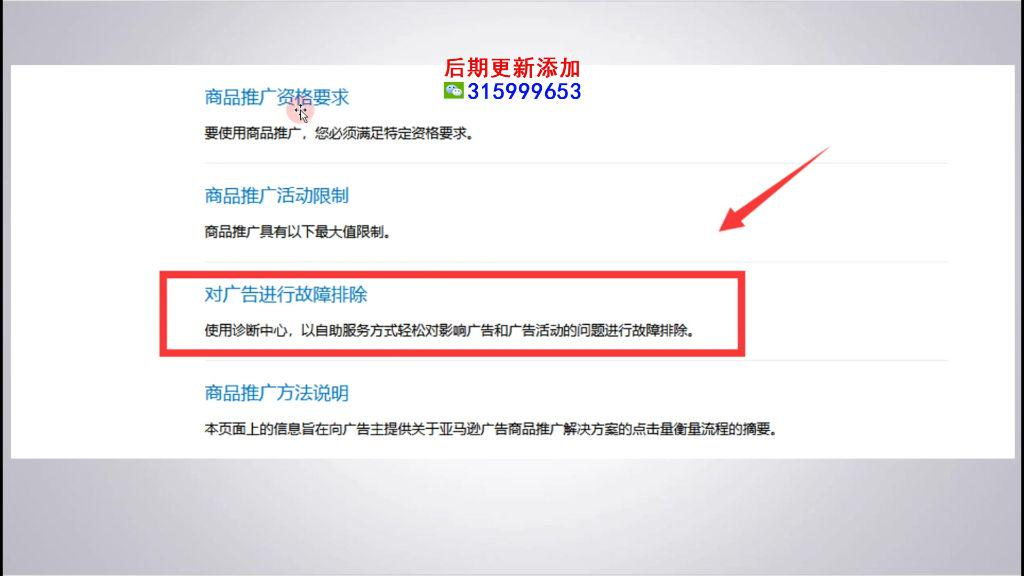 后期更新添加
315999653
商品推广资格要求
要使用商品推广，您必须满足特定资格要求。
商品推广活动限制
商品推广具有以下最大值限制。
对广告进行故障排除
使用诊断中心，以自助服务方式轻松对影响广告和广告活动的问题进行故障排除。
商品推广方法说明
本页面上的信息旨在向广告主提供关于亚马逊广告商品推广解决方案的点击量衡量流程的摘要。